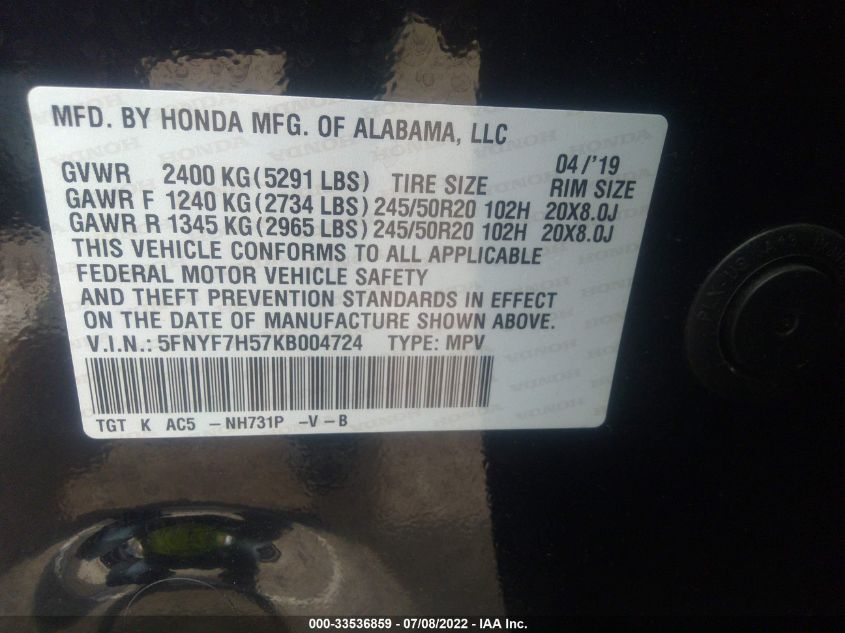 MFD. BY HONDA MFG. OF ALABAMA, LLC
04/'19
GVWR 2400 KG(5291 LBS) TIRE SIZE RIM SIZE
GAWR F 1240 KG(2734 LBS) 245/50R20 102H 20X8.0J
GAWR R 1345 KG(2965 LBS) 245/50R20 102H 20X8.0J
THIS VEHICLE CONFORMS TO ALL APPLICABLE
FEDERAL MOTOR VEHICLE SAFETY
AND THEFT PREVENTION STANDARDS IN EFFECT
ON THE DATE OF MANUFACTURE SHOWN ABOVE.
V.I.N.: 5FNYF7H57KB004724 TYPE: MPV
TGT K AC5 -NH731P -V-B
000-33536859 - 07/08/2022 - IAA Inc.